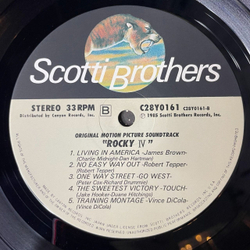 Scotti Brothers
STEREO 33RPM B C28Y0161 C28Y0161-B
Distributed by Canyon Records, Inc. ℗ 1985 Scotti Brothers Records, Inc.
ORIGINAL MOTION PICTURE SOUNDTRACK
"ROCKY IV"
1. LIVING IN AMERICA -James Brown-
(Charlie Midnight-Dan Hartman)
2. NO EASY WAY OUT -Robert Tepper-
(Robert Tepper)
3. ONE WAY STREET -GO WEST-
(Peter Cox-Richard Drummie)
4. THE SWEETEST VICTORY -TOUCH-
(Jake Hooker-Duane Hitchings)
5. TRAINING MONTAGE -Vince DiCola-
(Vince DiCola)